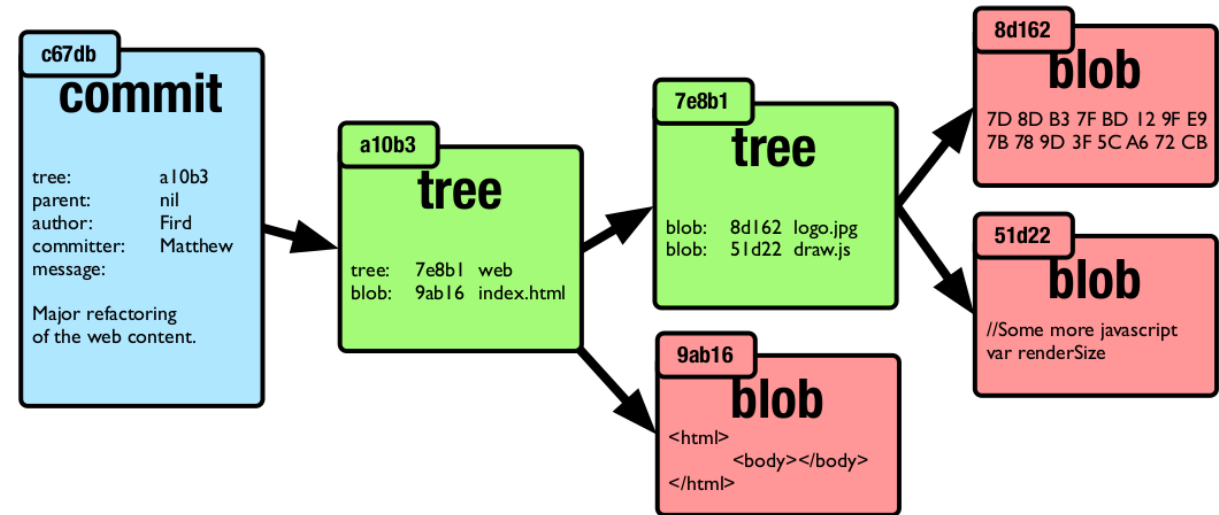 c67db
commit
tree: a10b3
parent: nil
author: Fird
committer: Matthew
message:
Major refactoring
of the web content.
a10b3
tree
tree: 7e8b1 web
blob: 9ab16 index.html
7e8b1
tree
blob: 8d162 logo.jpg
blob: 51d22 draw.js
9ab16
blob
<html>
<body></body>
</html>
8d162
blob
7D 8D B3 7F BD 12 9F E9
7B 78 9D 3F 5C A6 72 CB
51d22
blob
//Some more javascript
var renderSize